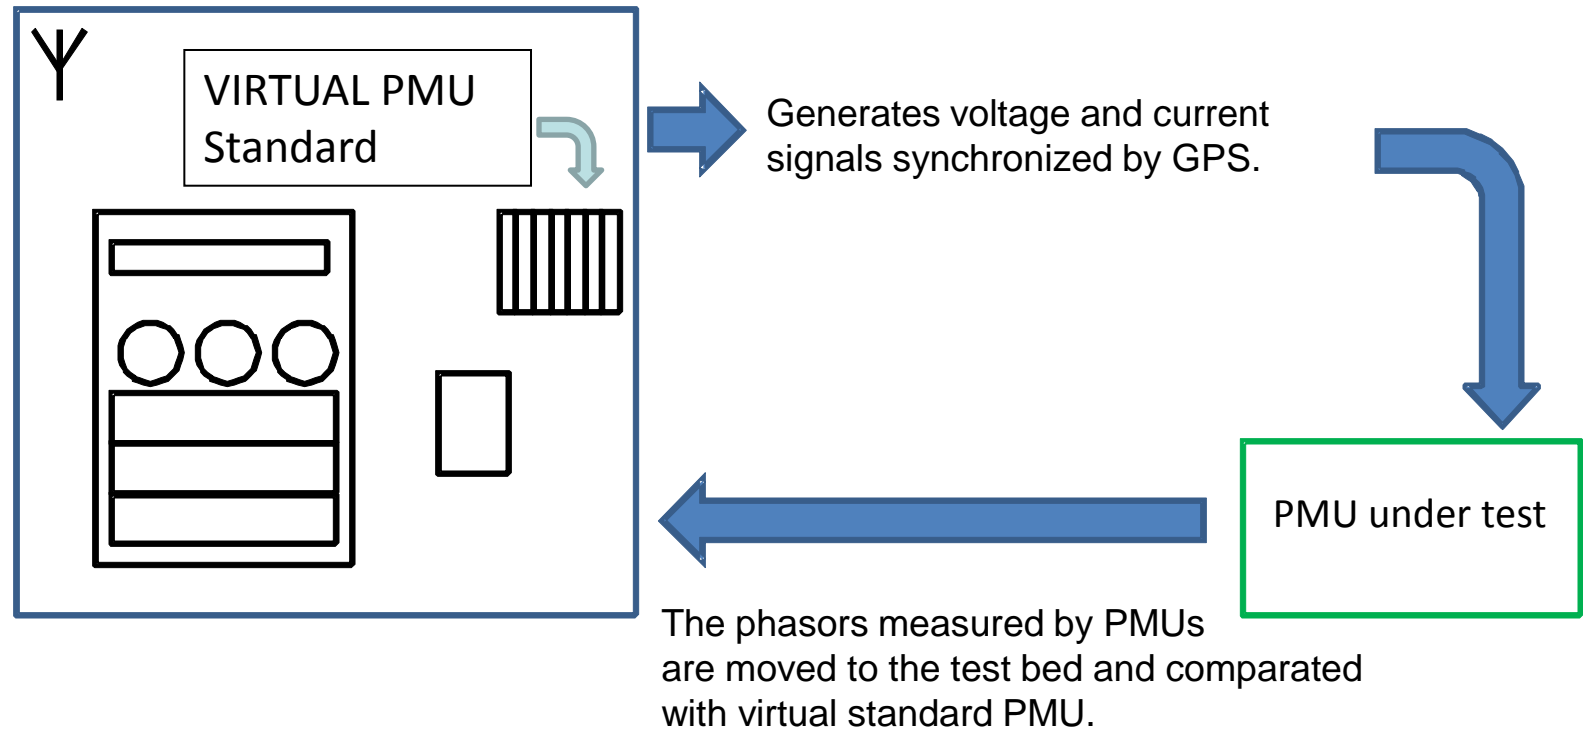 VIRTUAL PMU
Standard
Generates voltage and current
signals synchronized by GPS.
PMU under test
The phasors measured by PMUs
are moved to the test bed and comparated
with virtual standard PMU.